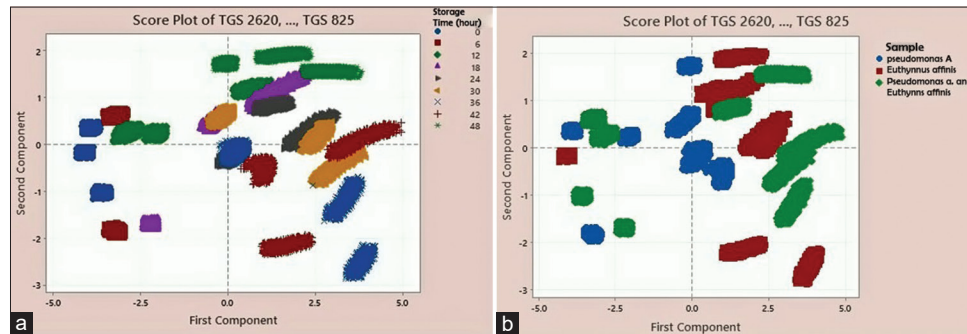 Score Plot of TGS 2620, ..., TGS 825
Storage
Time (hour)
0
6
12
18
24
30
36
42
48
2
1
0
-1
-2
-3
-5.0
-2.5
0.0
2.5
5.0
Second Component
First Component
a
Score Plot of TGS 2620, ..., TGS 825
Sample
pseudomonas A
Euthynnus affinis
Pseudomonas a. an
Euthynns affinis
2
1
0
-1
-2
-3
-5.0
-2.5
0.0
2.5
5.0
Second Component
First Component
b